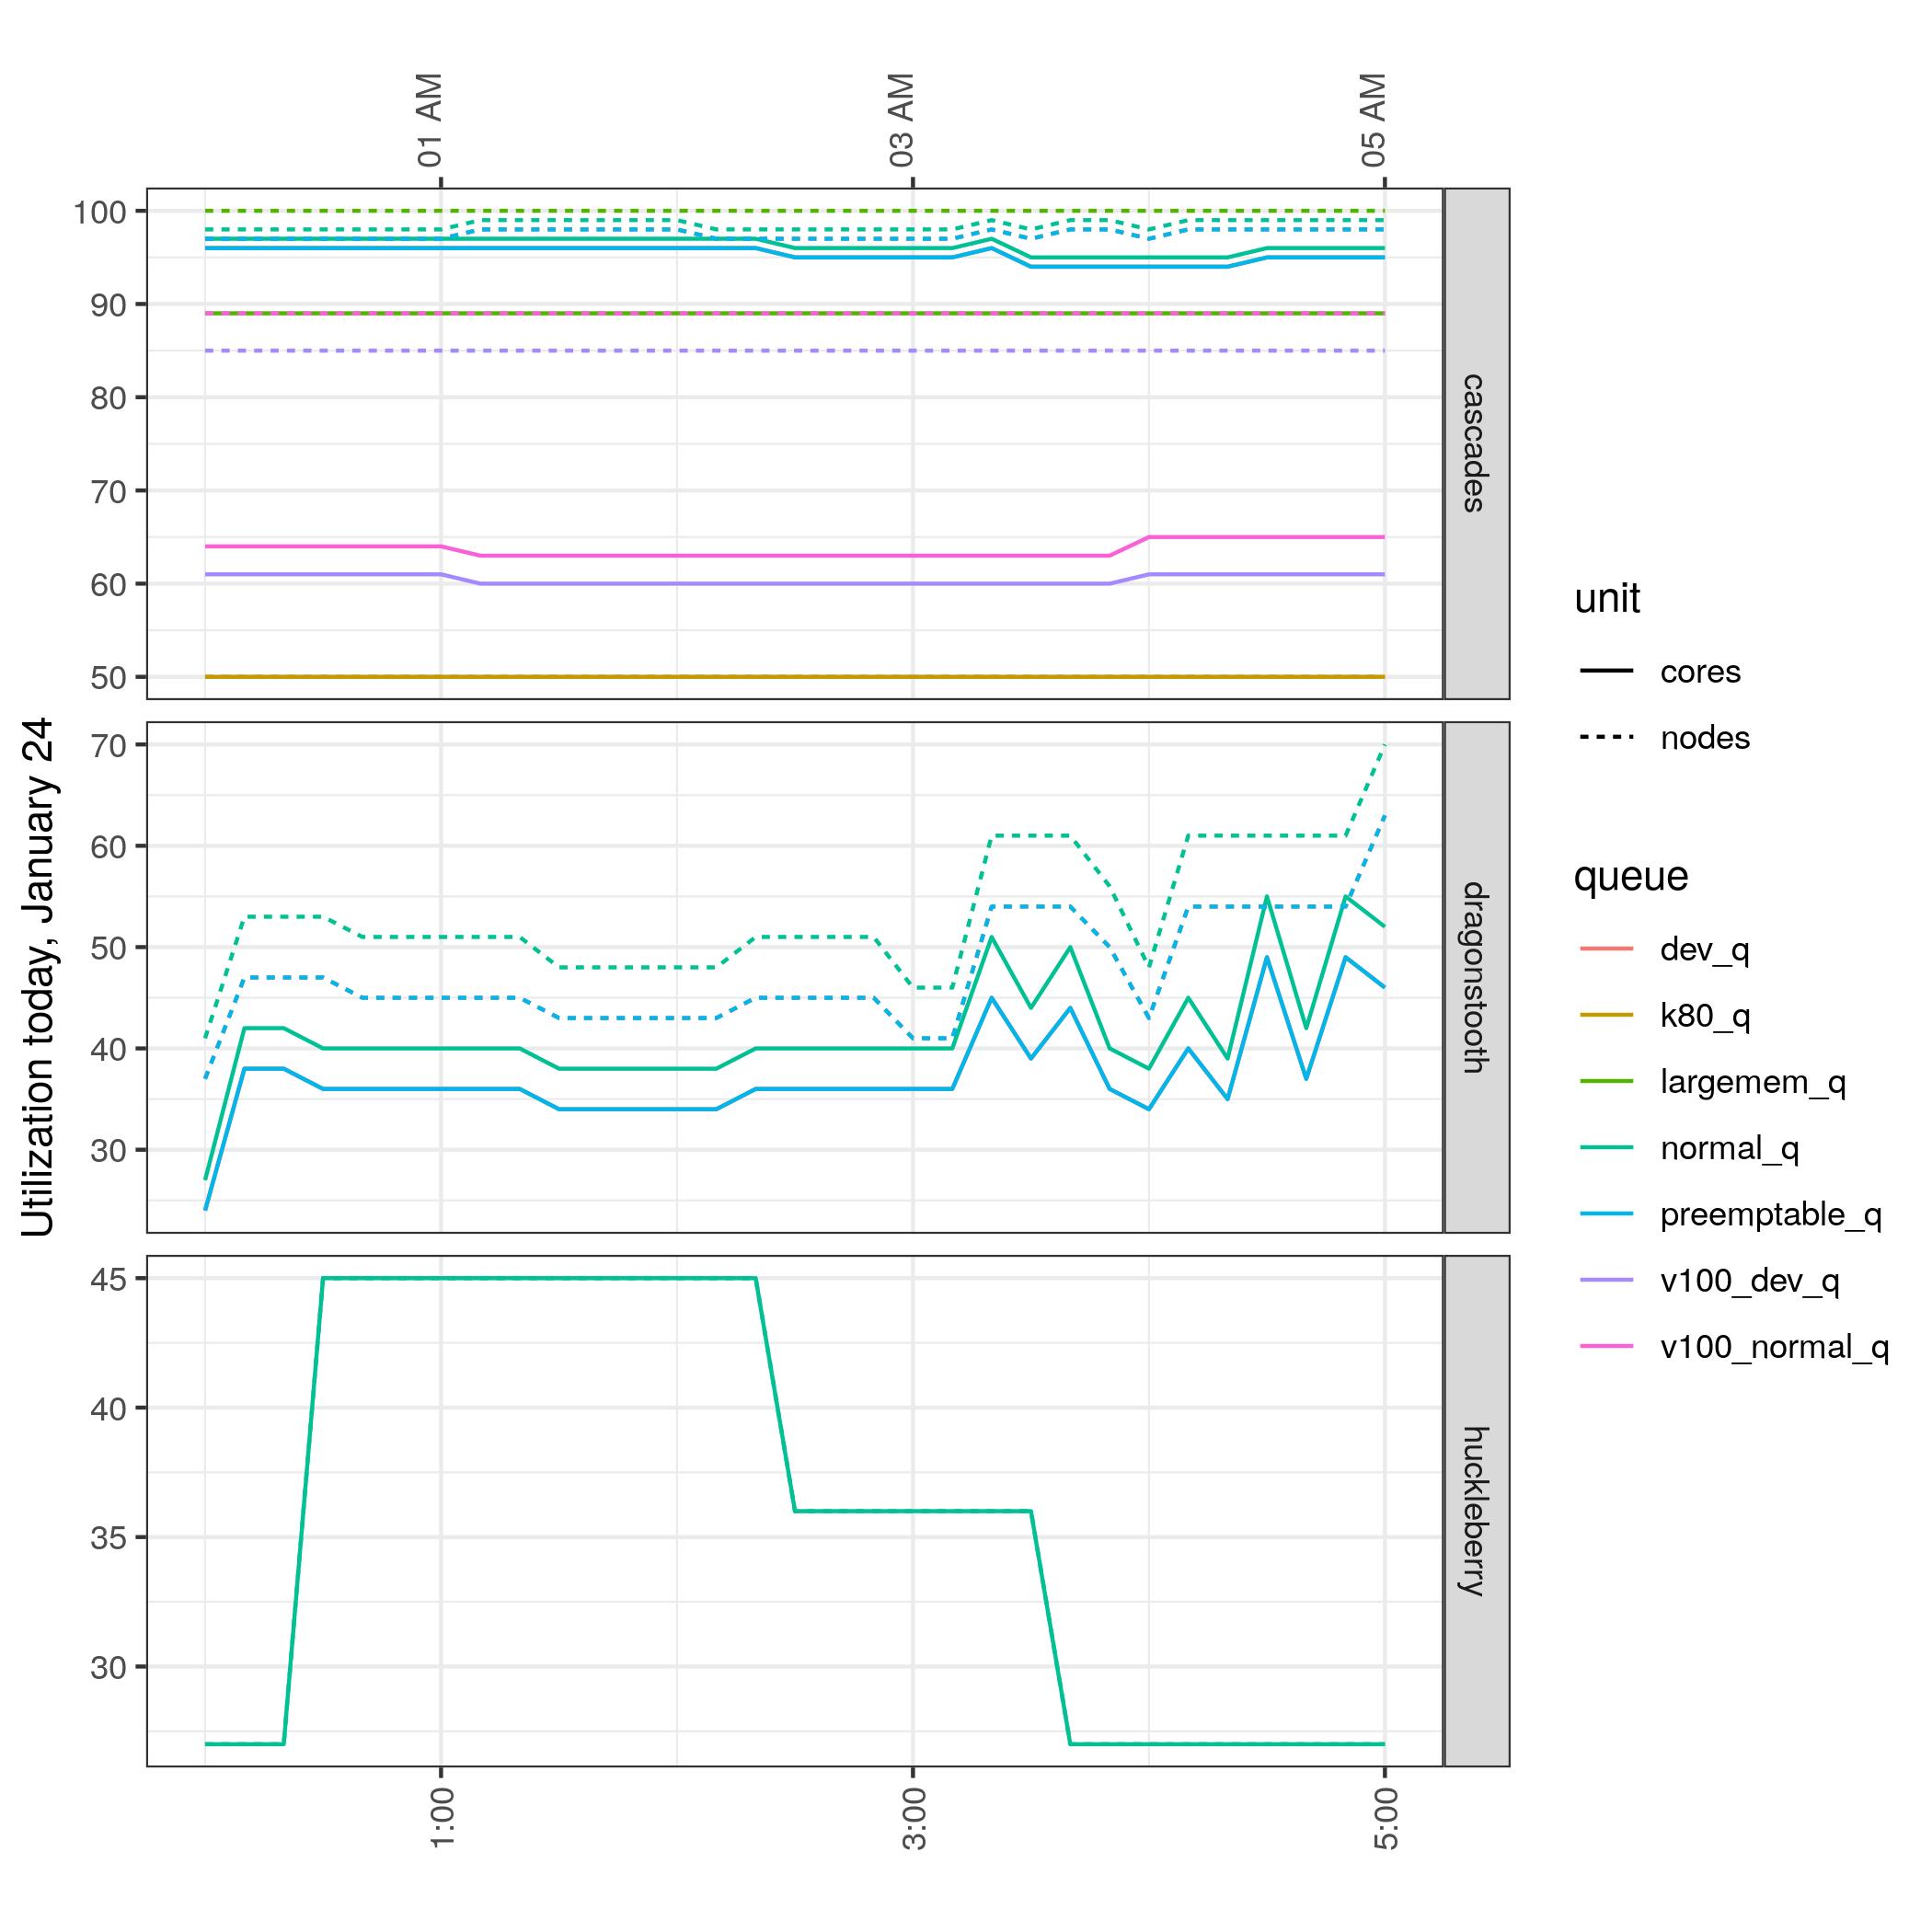 01 AM
03 AM
05 AM
Utilization today, January 24
100
90
80
70
60
50
cascades
70
60
50
40
30
dragonstooth
45
40
35
30
huckleberry
1:00
3:00
5:00
unit
cores
nodes
queue
dev_q
k80_q
largemem_q
normal_q
preemptable_q
v100_dev_q
v100_normal_q